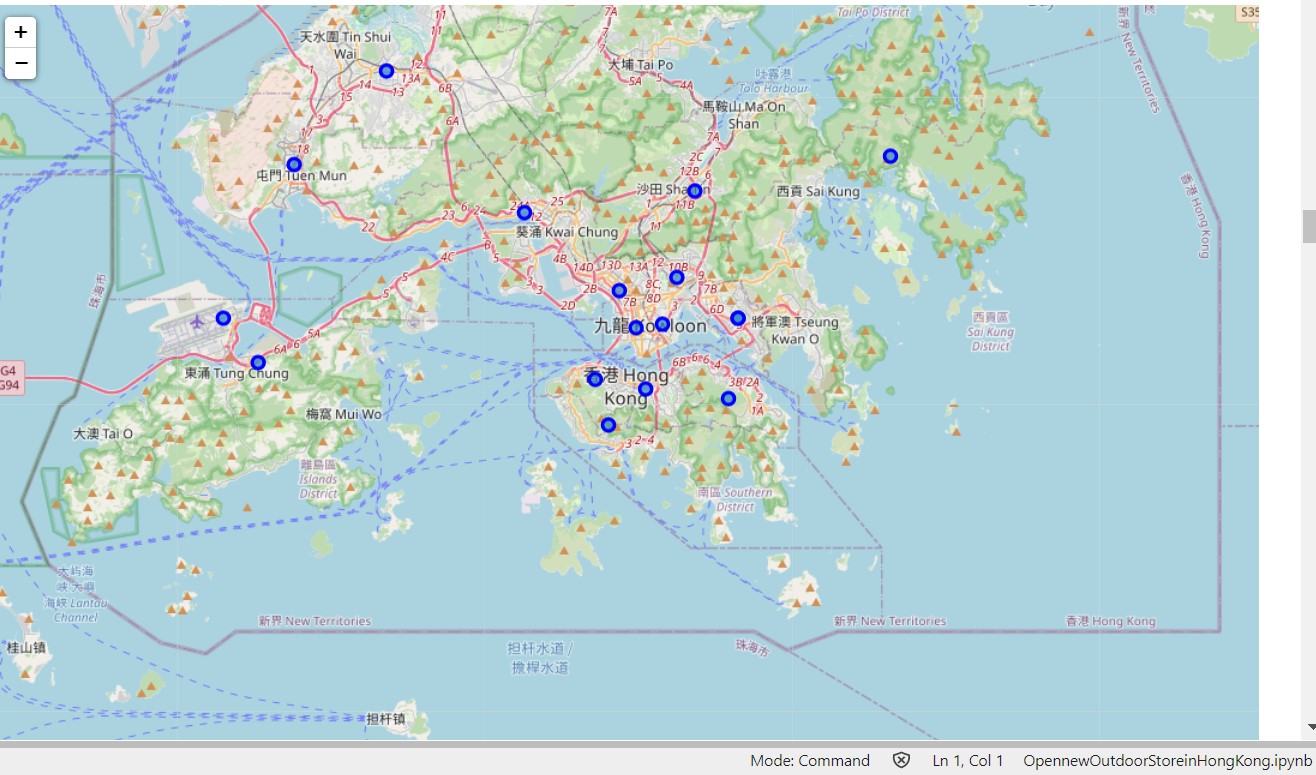 7A
Tai Po District
S35
+
天水圍 Tin Shui
Wai
11
−
大埔 Tai Po
吐露港
Tolo Harbour
新界 New Territories
12
13A
14
13
15
6B
5A
4A
馬鞍山 Ma On
Shan
3
17
6A
7A
7
18
2C
12B
6
屯門 Tuen Mun
沙田 Sha
11B
西貢 Sai Kung
香港 Hong Kong
25
24
23
6
22
12
1
11
葵涌 Kwai Chung
4C
5
4B
14D
13D
13A
12
10B
9
珠海市
5
3
3
2D
2B
8C,
8D
7B
7B
3
2
6D
西貢區
Sai Kung
District
九龍
loon
將軍澳 Tseung
Kwan O
5A
6
6A
G4
G94
東涌 Tung Chung
香港 Hong
Kong
6B
6
6
4
3B/2A
2
1A
梅窩 Mui Wo
大澳 Tai O
3
2
4
離島區
Islands
District
南區 Southern
District
大屿海
峡/大嶼
海峽 Lantau
Channel
新界 New Territories
新界 New Territories
香港 Hong Kong
桂山镇
担杆水道 /
擔桿水道
珠海市
担杆镇
Mode: Command
Ln 1, Col 1
OpennewOutdoorStoreinHongKong.ipynb